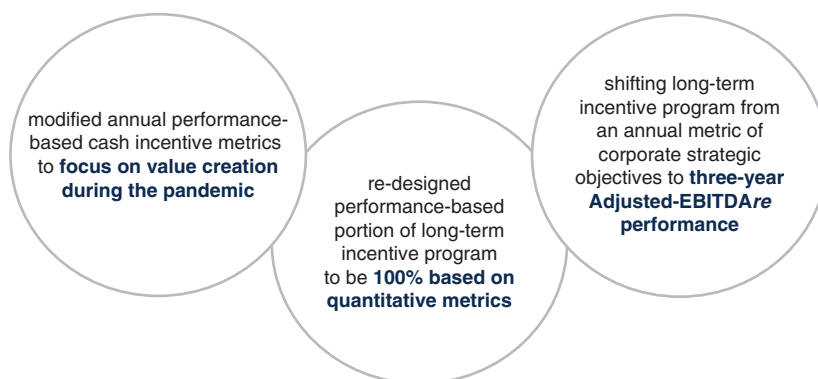 modified annual performance-
based cash incentive metrics
to focus on value creation
during the pandemic
re-designed
performance-based
portion of long-term
incentive program
to be 100% based on
quantitative metrics
shifting long-term
incentive program from
an annual metric of
corporate strategic
objectives to three-year
Adjusted-EBITDAre
performance